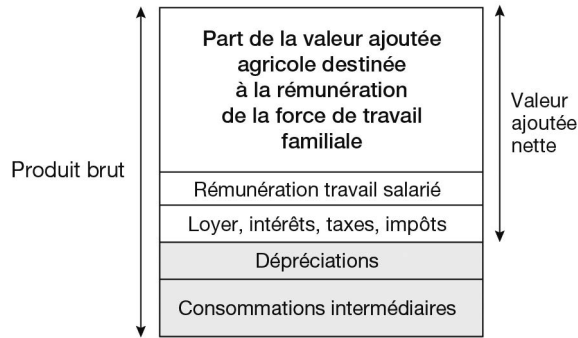 Produit brut
Part de la valeur ajoutée
agricole destinée
à la rémunération
de la force de travail
familiale
Rémunération travail salarié
Loyer, intérêts, taxes, impôts
Dépréciations
Consommations intermédiaires
Valeur
ajoutée
nette